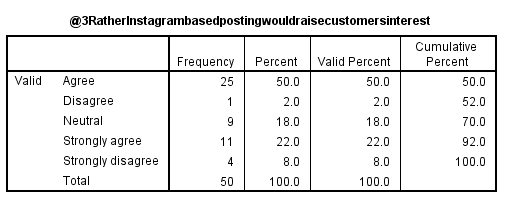 @3RatherInstagrambasedpostingwouldraisecustomersinterest
Frequency Percent Valid Percent Cumulative Percent
Valid Agree 25 50.0 50.0 50.0
Disagree 1 2.0 2.0 52.0
Neutral 9 18.0 18.0 70.0
Strongly agree 11 22.0 22.0 92.0
Strongly disagree 4 8.0 8.0 100.0
Total 50 100.0 100.0